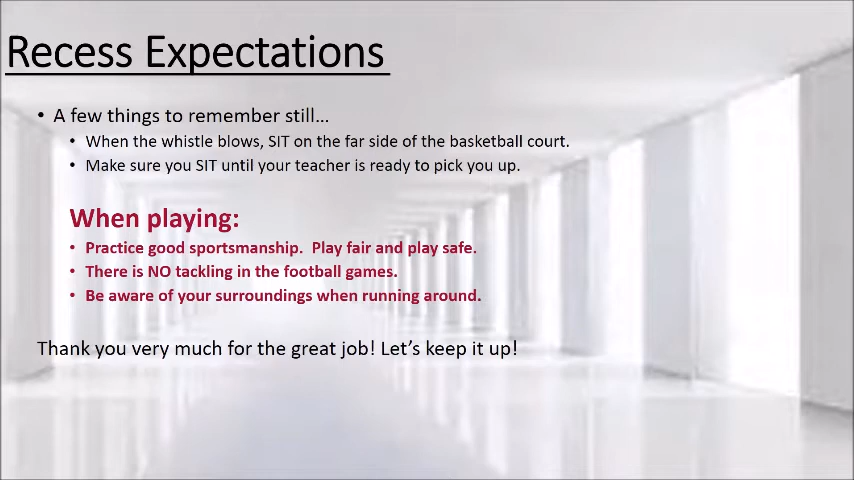 Recess Expectations
• A few things to remember still…
• When the whistle blows, SIT on the far side of the basketball court.
• Make sure you SIT until your teacher is ready to pick you up.
When playing:
• Practice good sportsmanship.  Play fair and play safe.
• There is NO tackling in the football games.
• Be aware of your surroundings when running around.
Thank you very much for the great job! Let’s keep it up!